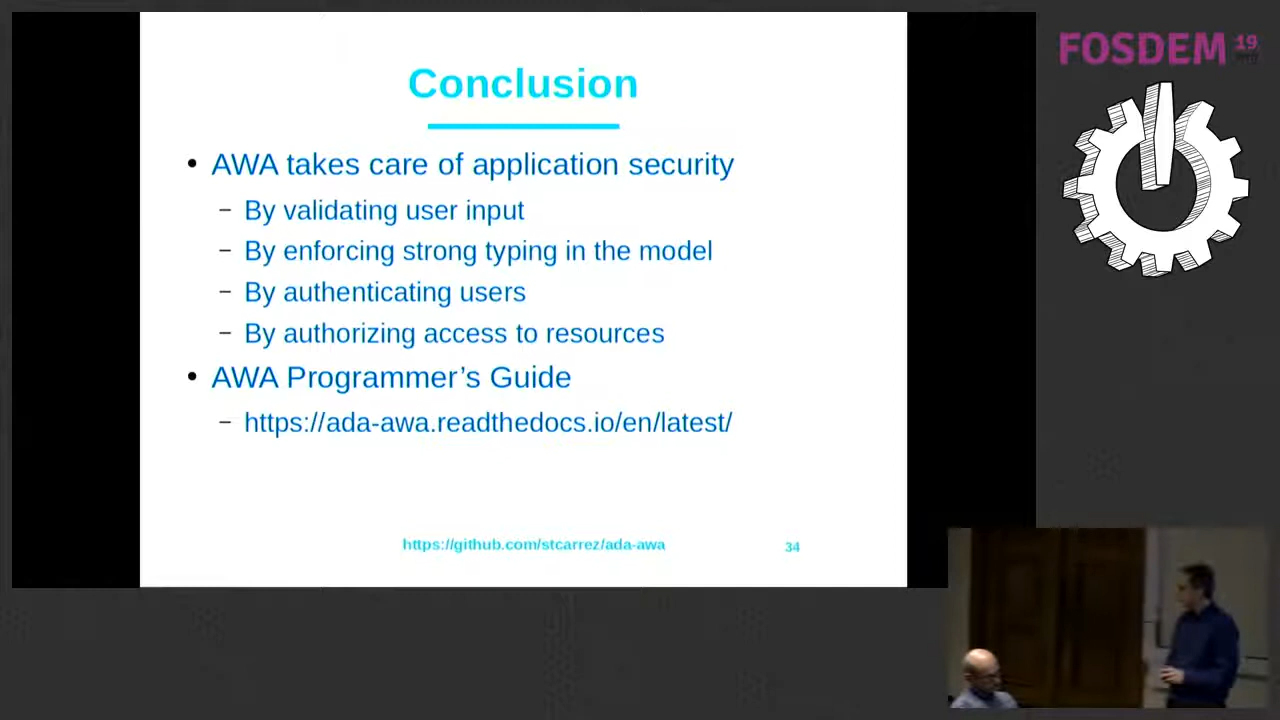 Conclusion
• AWA takes care of application security
– By validating user input
– By enforcing strong typing in the model
– By authenticating users
– By authorizing access to resources
• AWA Programmer’s Guide
– https://ada-awa.readthedocs.io/en/latest/
https://github.com/stcarrez/ada-awa
34
FOSDEM 19
.org